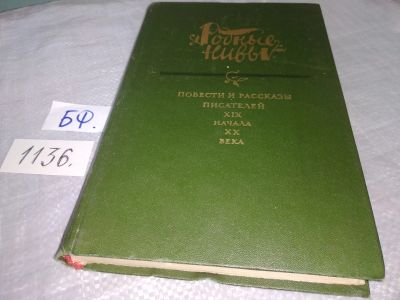 Родные
нивы
ПОВЕСТИ И РАССКАЗЫ
ПИСАТЕЛЕЙ
XIX
НАЧАЛА
XX
ВЕКА
БФ.
1136.